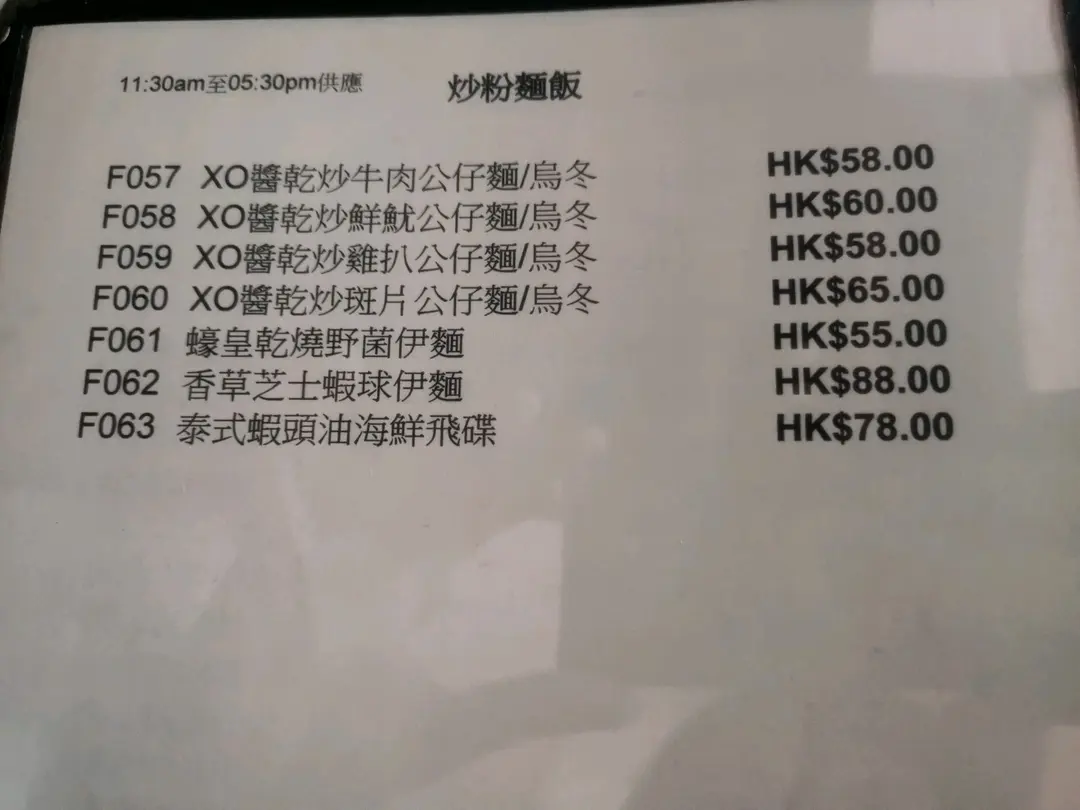 11:30am至05:30pm供應 炒粉麵飯
F057 XO醬乾炒牛肉公仔麵/烏冬 HK$58.00
F058 XO醬乾炒鮮魷公仔麵/烏冬 HK$60.00
F059 XO醬乾炒雞扒公仔麵/烏冬 HK$58.00
F060 XO醬乾炒斑片公仔麵/烏冬 HK$65.00
F061 蠔皇乾燒野菌伊麵 HK$55.00
F062 香草芝士蝦球伊麵 HK$88.00
F063 泰式蝦頭油海鮮飛碟 HK$78.00